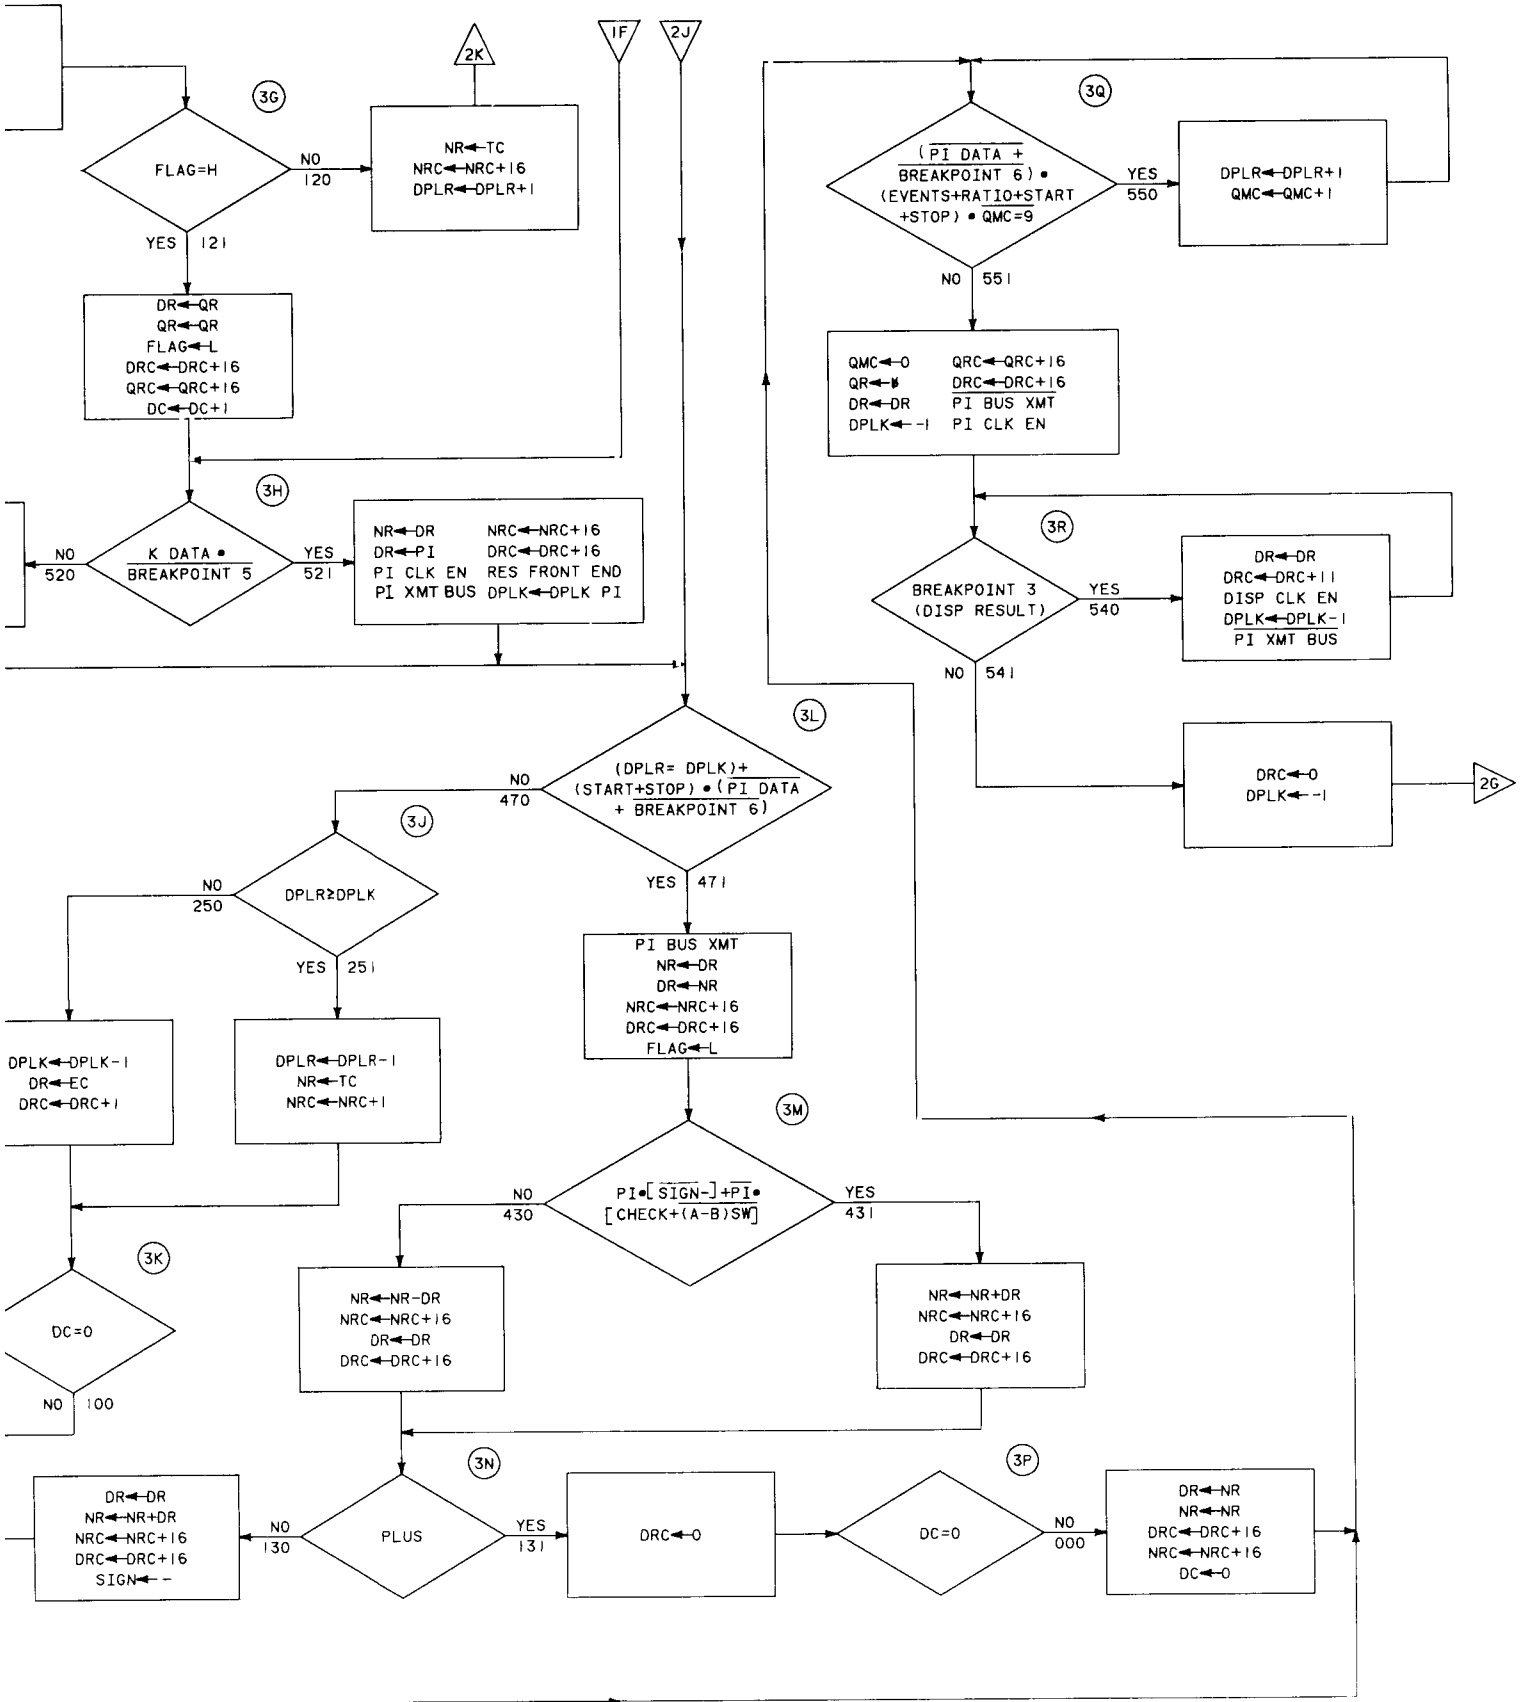 1F
2J
2K
3G
FLAG=H
NO
120
NR←TC
NRC←NRC+16
DPLR←DPLR+1
YES 121
DR←QR
QR←QR
FLAG←L
DRC←DRC+16
QRC←QRC+16
DC←DC+1
3H
K DATA •
BREAKPOINT 5
NO
520
YES
521
NR←DR NRC←NRC+16
DR←PI DRC←DRC+16
PI CLK EN RES FRONT END
PI XMT BUS DPLK←DPLK PI
3Q
(PI DATA +
BREAKPOINT 6) •
(EVENTS+RATIO+START
+STOP) • QMC=9
YES
550
DPLR←DPLR+1
QMC←QMC+1
NO 551
QMC←0 QRC←QRC+16
QR← DRC←DRC+16
DR←DR PI BUS XMT
DPLK←-1 PI CLK EN
3R
BREAKPOINT 3
(DISP RESULT)
YES
540
DR←DR
DRC←DRC+11
DISP CLK EN
DPLK←DPLK-1
PI XMT BUS
NO 541
DRC←0
DPLK←-1
2G
3L
(DPLR= DPLK)+
(START+STOP) • (PI DATA
+ BREAKPOINT 6)
NO
470
YES 471
3J
DPLR≥DPLK
NO
250
YES 251
DPLK←DPLK-1
DR←EC
DRC←DRC+1
DPLR←DPLR-1
NR←TC
NRC←NRC+1
PI BUS XMT
NR←DR
DR←NR
NRC←NRC+16
DRC←DRC+16
FLAG←L
3M
PI•[SIGN-]+PI•
[CHECK+(A-B)SW]
NO
430
YES
431
3K
DC=0
NO 100
NR←NR-DR
NRC←NRC+16
DR←DR
DRC←DRC+16
NR←NR+DR
NRC←NRC+16
DR←DR
DRC←DRC+16
3N
PLUS
NO
130
YES
131
DR←DR
NR←NR+DR
NRC←NRC+16
DRC←DRC+16
SIGN← -
DRC←0
3P
DC=0
NO
000
DR←NR
NR←NR
DRC←DRC+16
NRC←NRC+16
DC←0